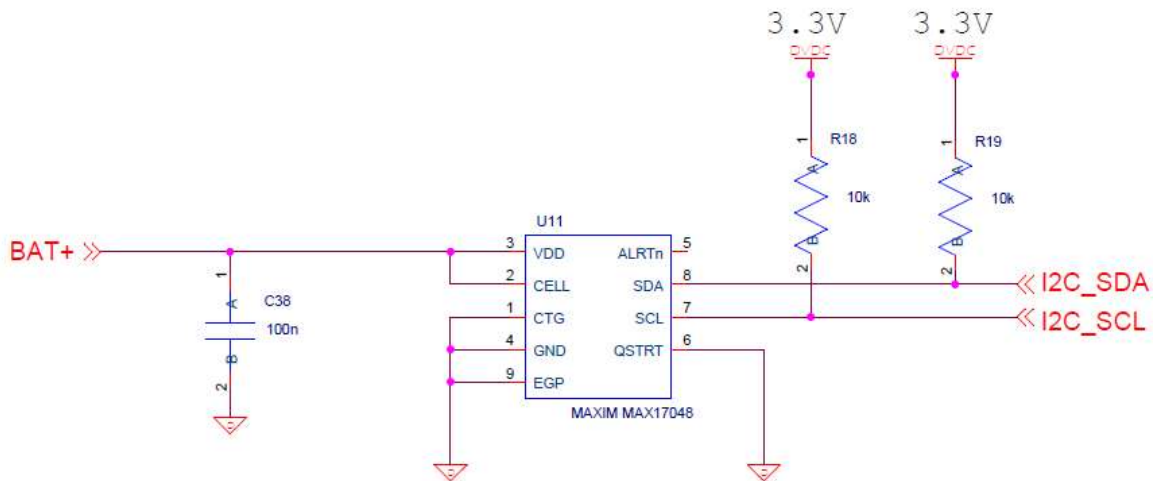 3.3V 3.3V
1 R18 1 R19
A A
10k 10k
B B
2 2
U11
BAT+
3 VDD ALRTn 5
2 CELL SDA 8 I2C_SDA
1 CTG SCL 7 I2C_SCL
4 GND QSTRT 6
9 EGP
MAXIM MAX17048
1
A C38
100n
B
2